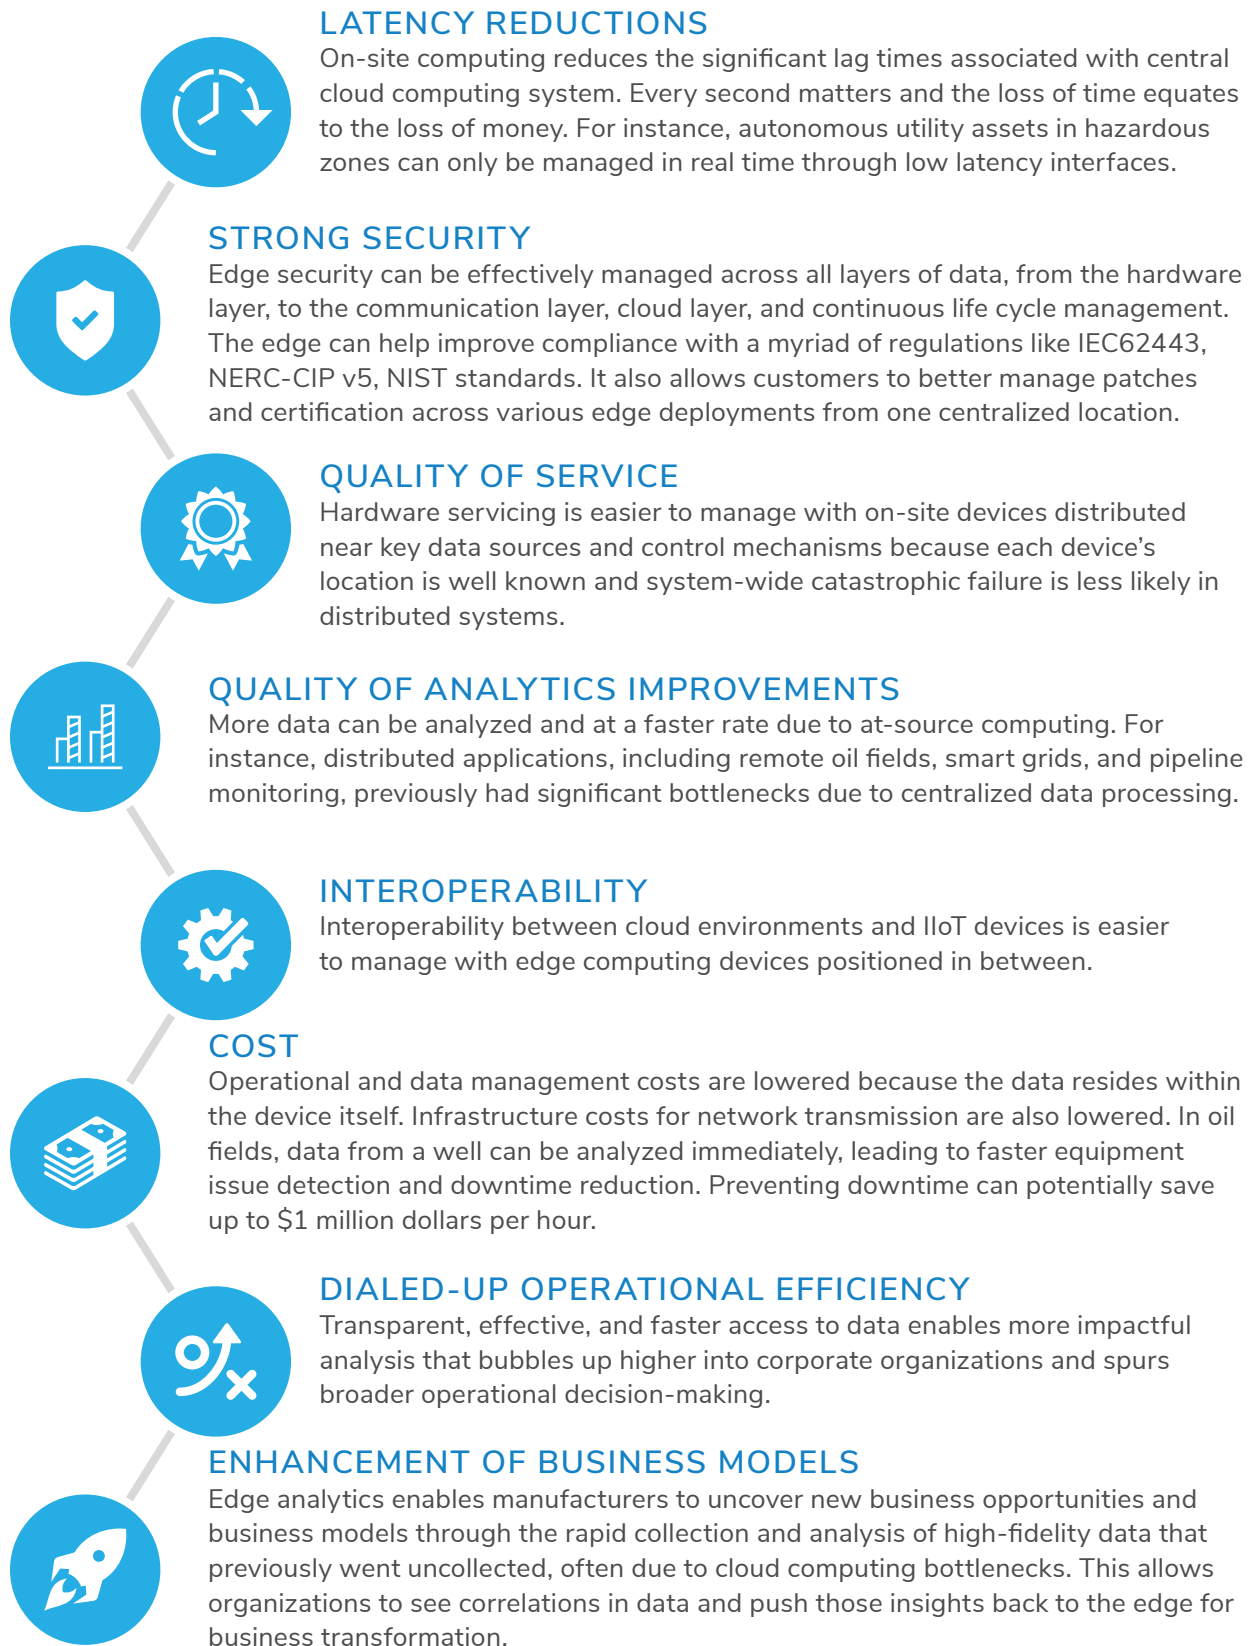 LATENCY REDUCTIONS
On-site computing reduces the significant lag times associated with central
cloud computing system. Every second matters and the loss of time equates
to the loss of money. For instance, autonomous utility assets in hazardous
zones can only be managed in real time through low latency interfaces.
STRONG SECURITY
Edge security can be effectively managed across all layers of data, from the hardware
layer, to the communication layer, cloud layer, and continuous life cycle management.
The edge can help improve compliance with a myriad of regulations like IEC62443,
NERC-CIP v5, NIST standards. It also allows customers to better manage patches
and certification across various edge deployments from one centralized location.
QUALITY OF SERVICE
Hardware servicing is easier to manage with on-site devices distributed
near key data sources and control mechanisms because each device’s
location is well known and system-wide catastrophic failure is less likely in
distributed systems.
QUALITY OF ANALYTICS IMPROVEMENTS
More data can be analyzed and at a faster rate due to at-source computing. For
instance, distributed applications, including remote oil fields, smart grids, and pipeline
monitoring, previously had significant bottlenecks due to centralized data processing.
INTEROPERABILITY
Interoperability between cloud environments and IIoT devices is easier
to manage with edge computing devices positioned in between.
COST
Operational and data management costs are lowered because the data resides within
the device itself. Infrastructure costs for network transmission are also lowered. In oil
fields, data from a well can be analyzed immediately, leading to faster equipment
issue detection and downtime reduction. Preventing downtime can potentially save
up to $1 million dollars per hour.
DIALED-UP OPERATIONAL EFFICIENCY
Transparent, effective, and faster access to data enables more impactful
analysis that bubbles up higher into corporate organizations and spurs
broader operational decision-making.
ENHANCEMENT OF BUSINESS MODELS
Edge analytics enables manufacturers to uncover new business opportunities and
business models through the rapid collection and analysis of high-fidelity data that
previously went uncollected, often due to cloud computing bottlenecks. This allows
organizations to see correlations in data and push those insights back to the edge for
business transformation.